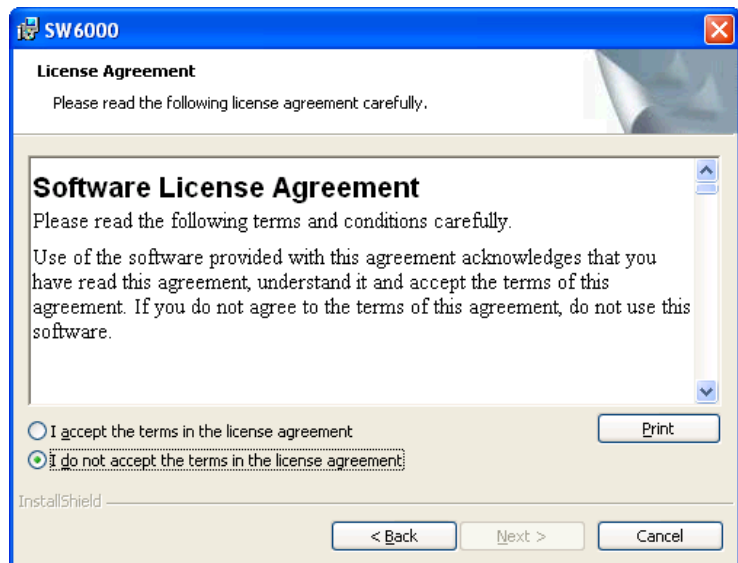 SW6000
License Agreement
Please read the following license agreement carefully.
Software License Agreement
Please read the following terms and conditions carefully.
Use of the software provided with this agreement acknowledges that you
have read this agreement, understand it and accept the terms of this
agreement. If you do not agree to the terms of this agreement, do not use this
software.
I accept the terms in the license agreement
Print
I do not accept the terms in the license agreement
InstallShield
< Back
Next >
Cancel